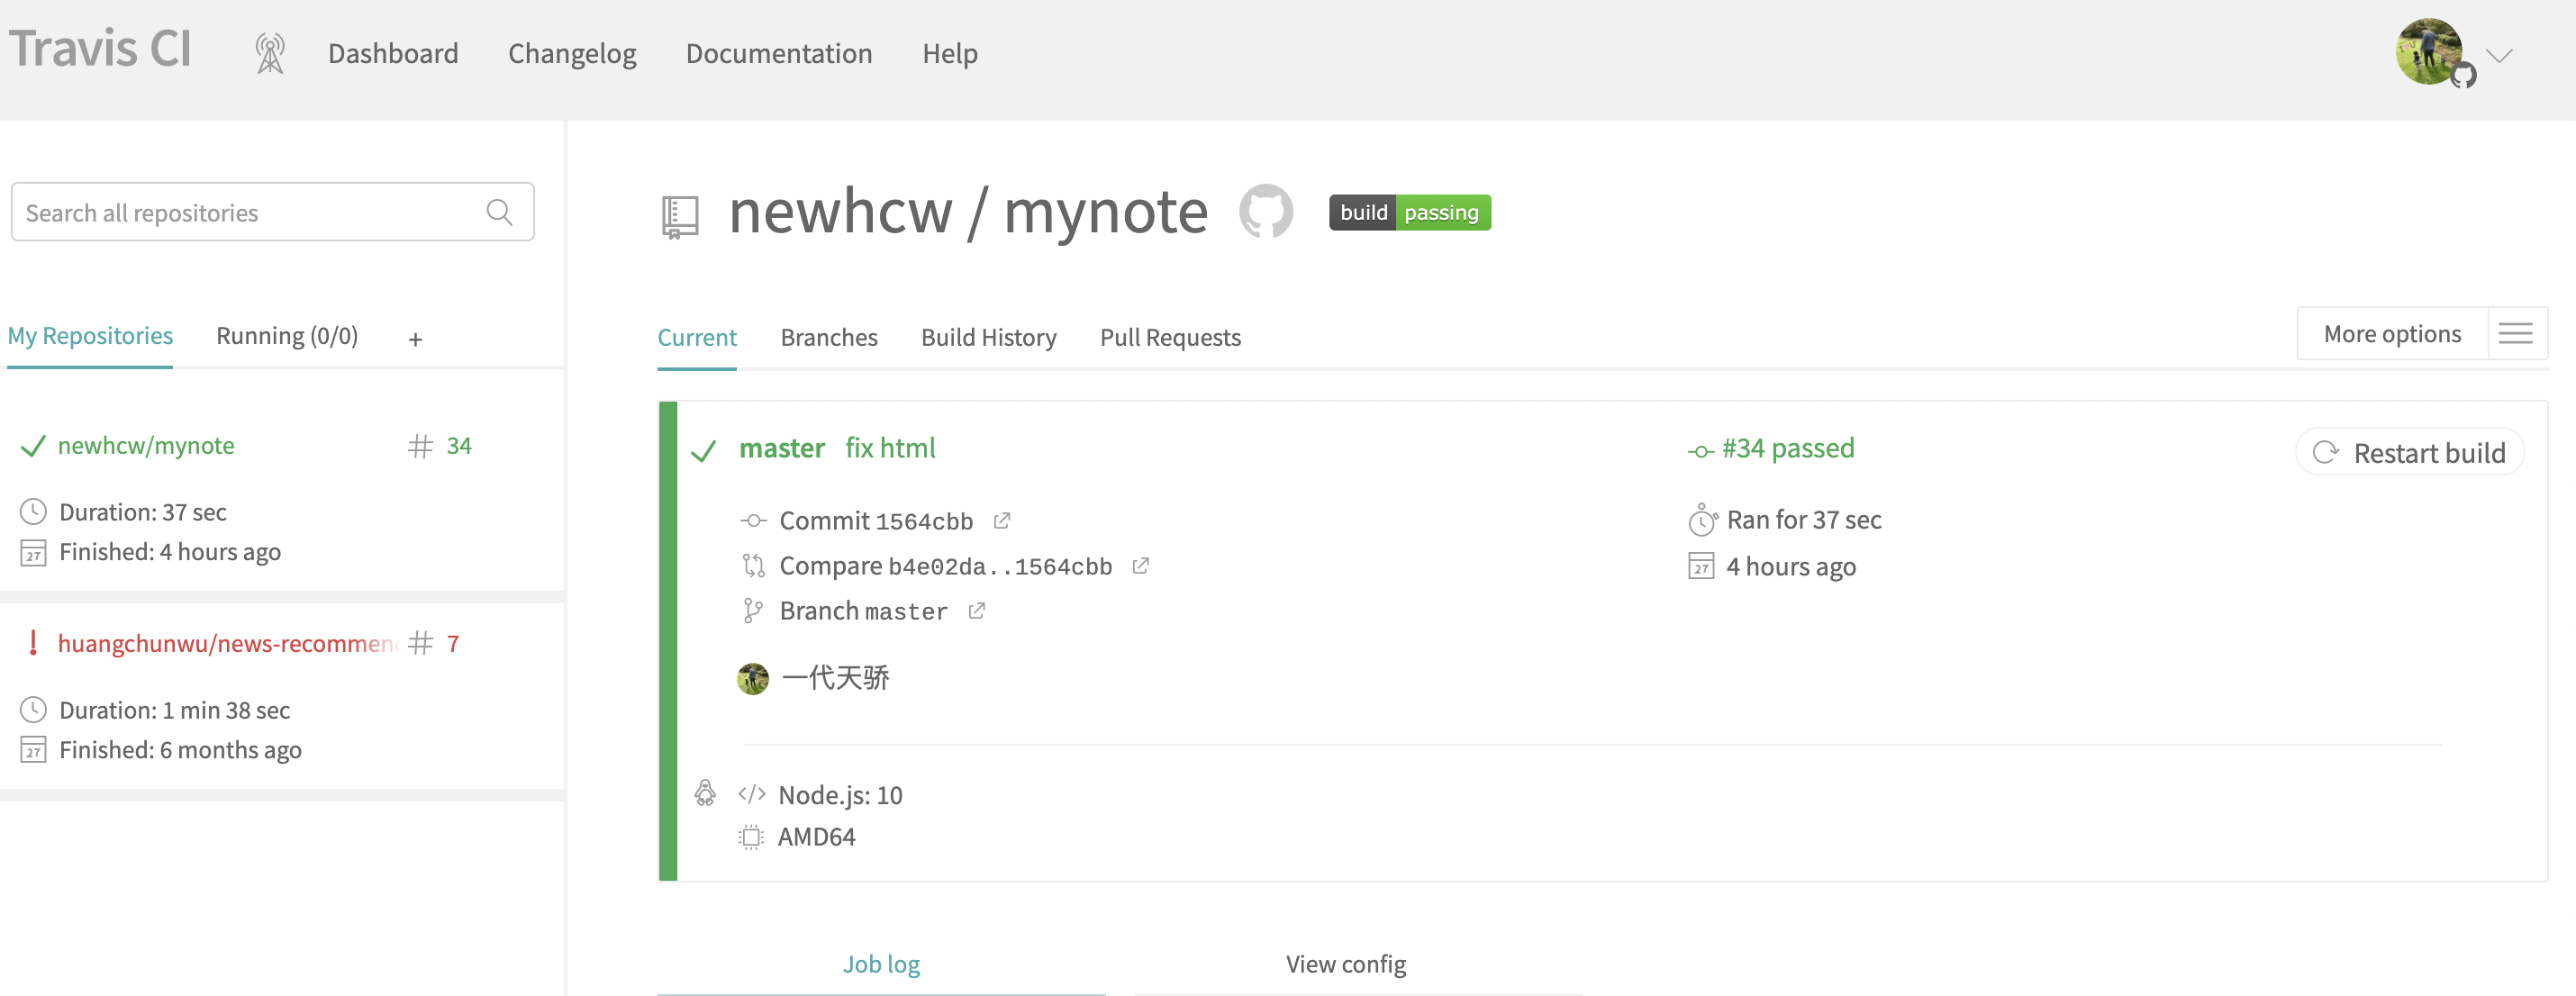 Travis CI Dashboard Changelog Documentation Help
Search all repositories
My Repositories Running (0/0) +
newhcw/mynote # 34
Duration: 37 sec
Finished: 4 hours ago
huangchunwu/news-recommen # 7
Duration: 1 min 38 sec
Finished: 6 months ago
newhcw / mynote build passing
Current Branches Build History Pull Requests More options
master fix html #34 passed Restart build
Commit 1564cbb
Compare b4e02da..1564cbb
Branch master
Ran for 37 sec
4 hours ago
一代天骄
Node.js: 10
AMD64
Job log View config